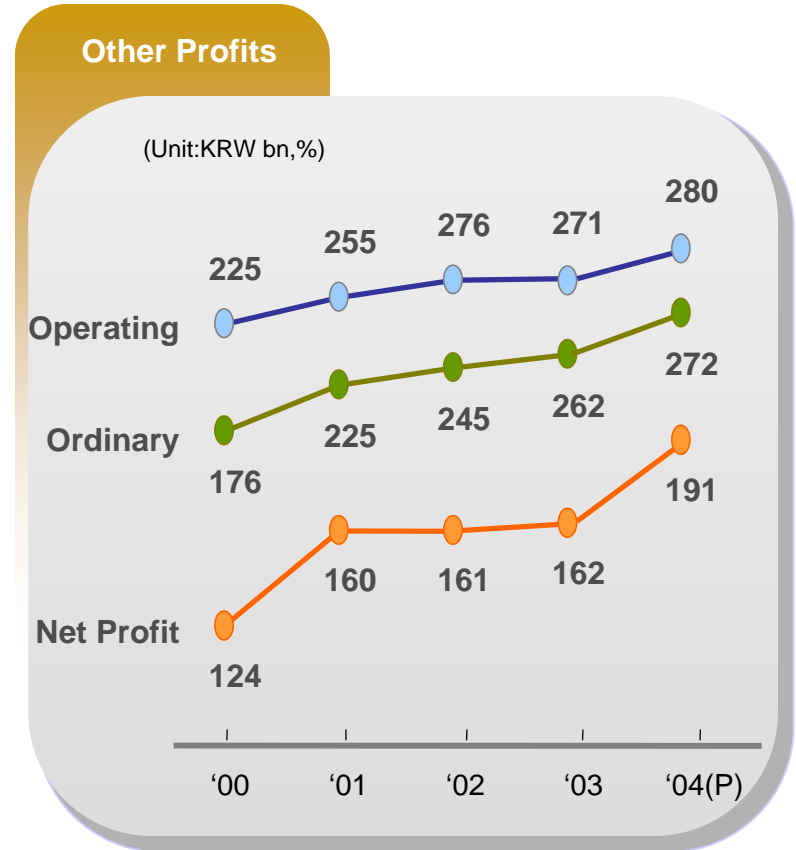 Other Profits
(Unit:KRW bn,%)
225 255 276 271 280
Operating
176 225 245 262 272
Ordinary
124 160 161 162 191
Net Profit
‘00 ‘01 ‘02 ‘03 ‘04(P)